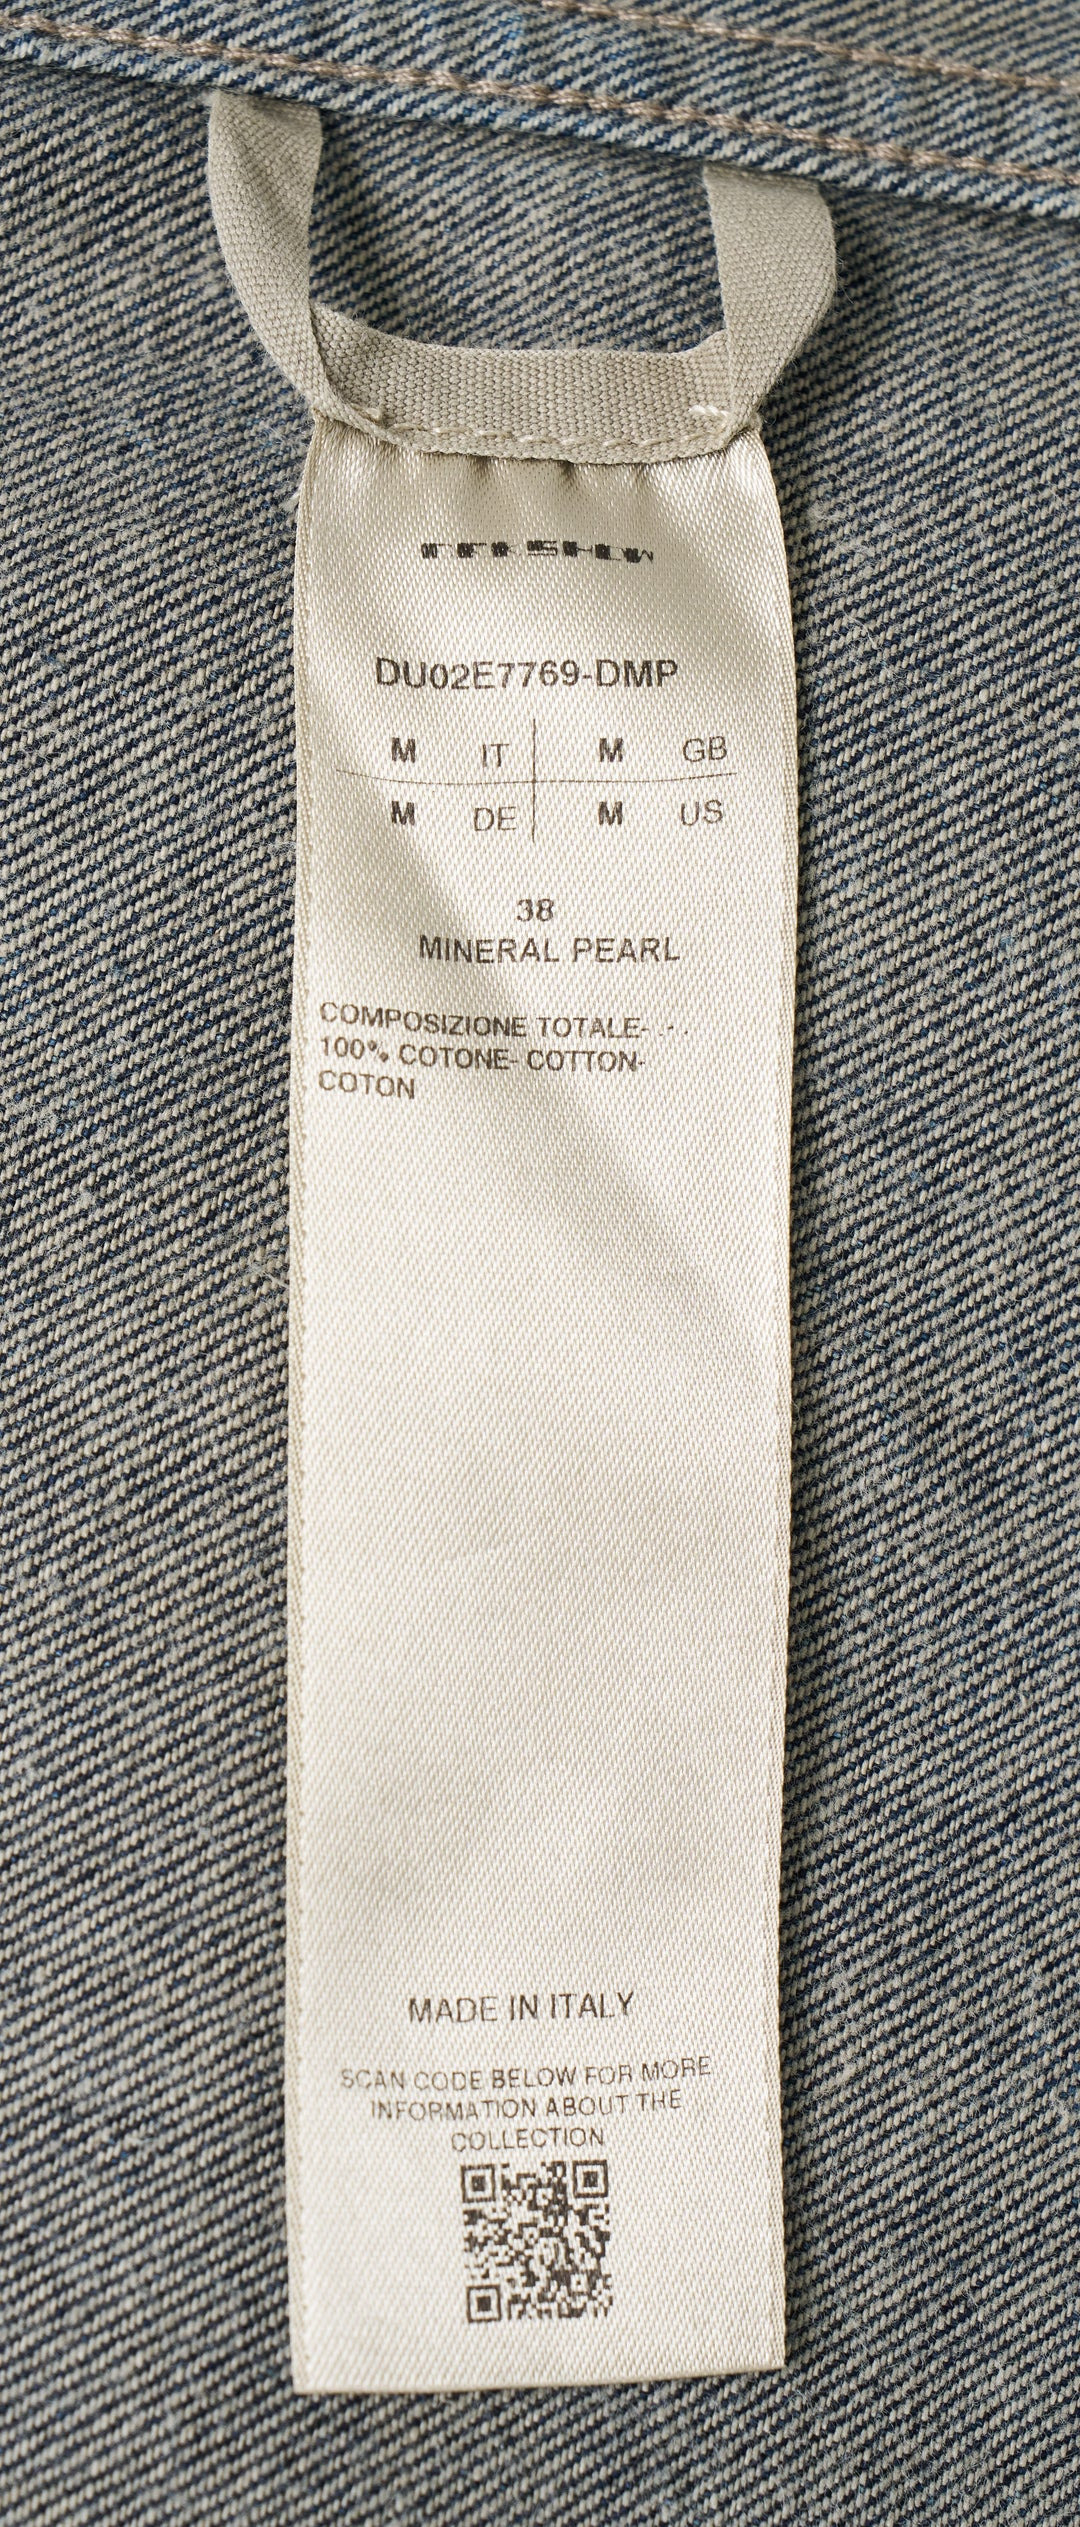 DRKSHDW
DU02E7769-DMP
M IT M GB
M DE M US
38
MINERAL PEARL
COMPOSIZIONE TOTALE- .-.
100% COTONE- COTTON-
COTON
MADE IN ITALY
SCAN CODE BELOW FOR MORE
INFORMATION ABOUT THE
COLLECTION